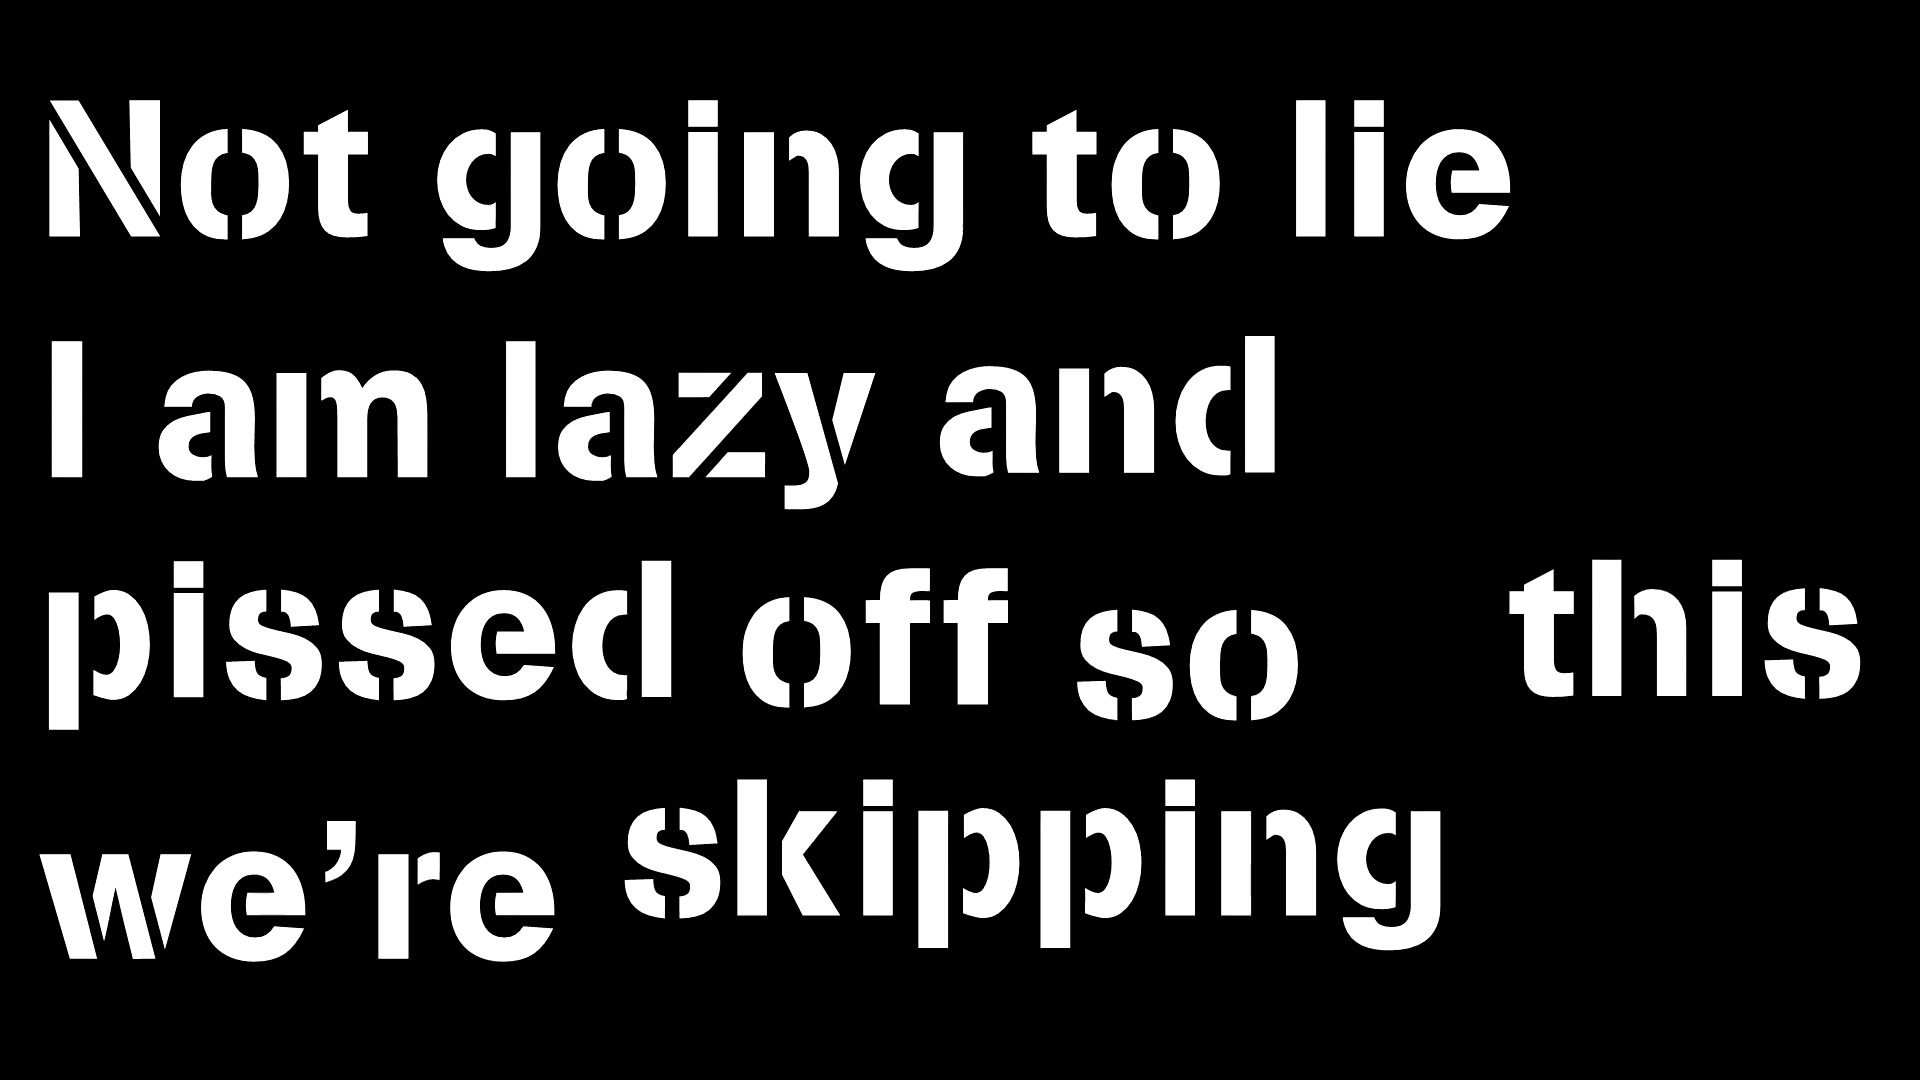 Not going to lie
I am lazy and
pissed off so this
we’re skipping